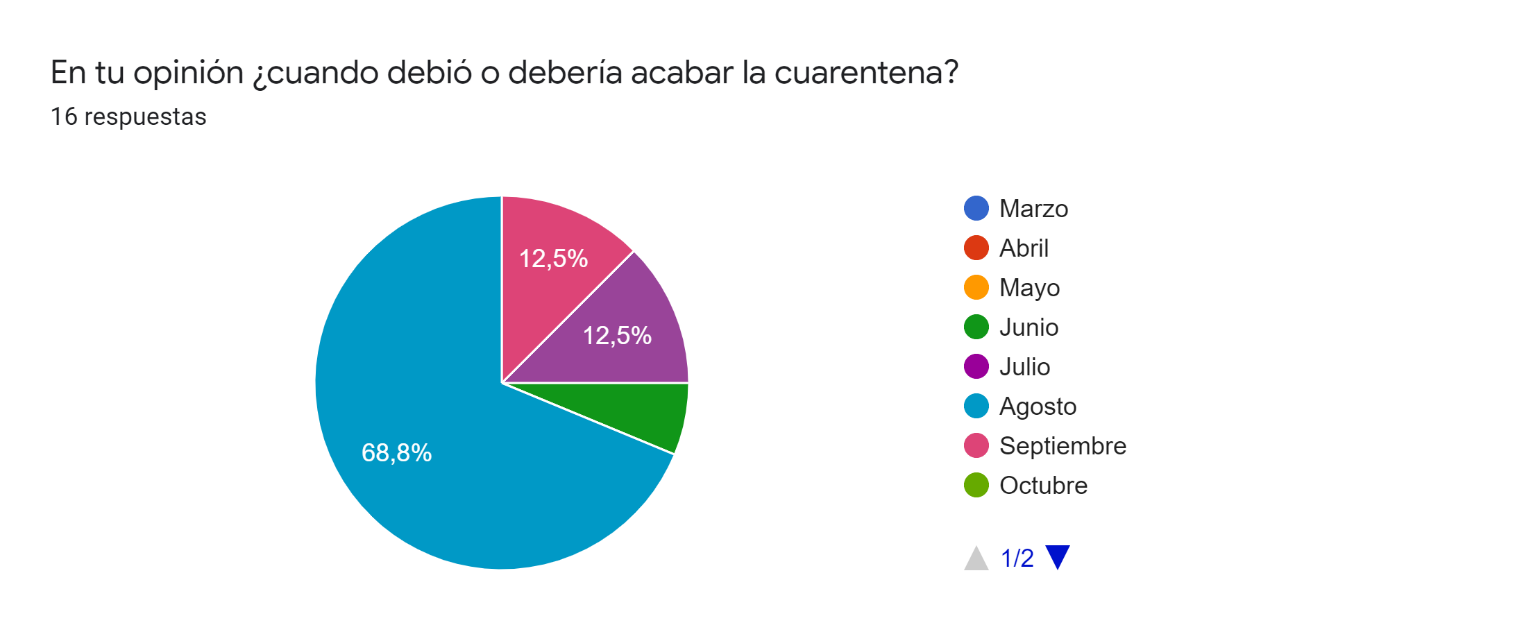 En tu opinión ¿cuando debió o debería acabar la cuarentena?
16 respuestas
12,5%
12,5%
68,8%
Marzo
Abril
Mayo
Junio
Julio
Agosto
Septiembre
Octubre
1/2